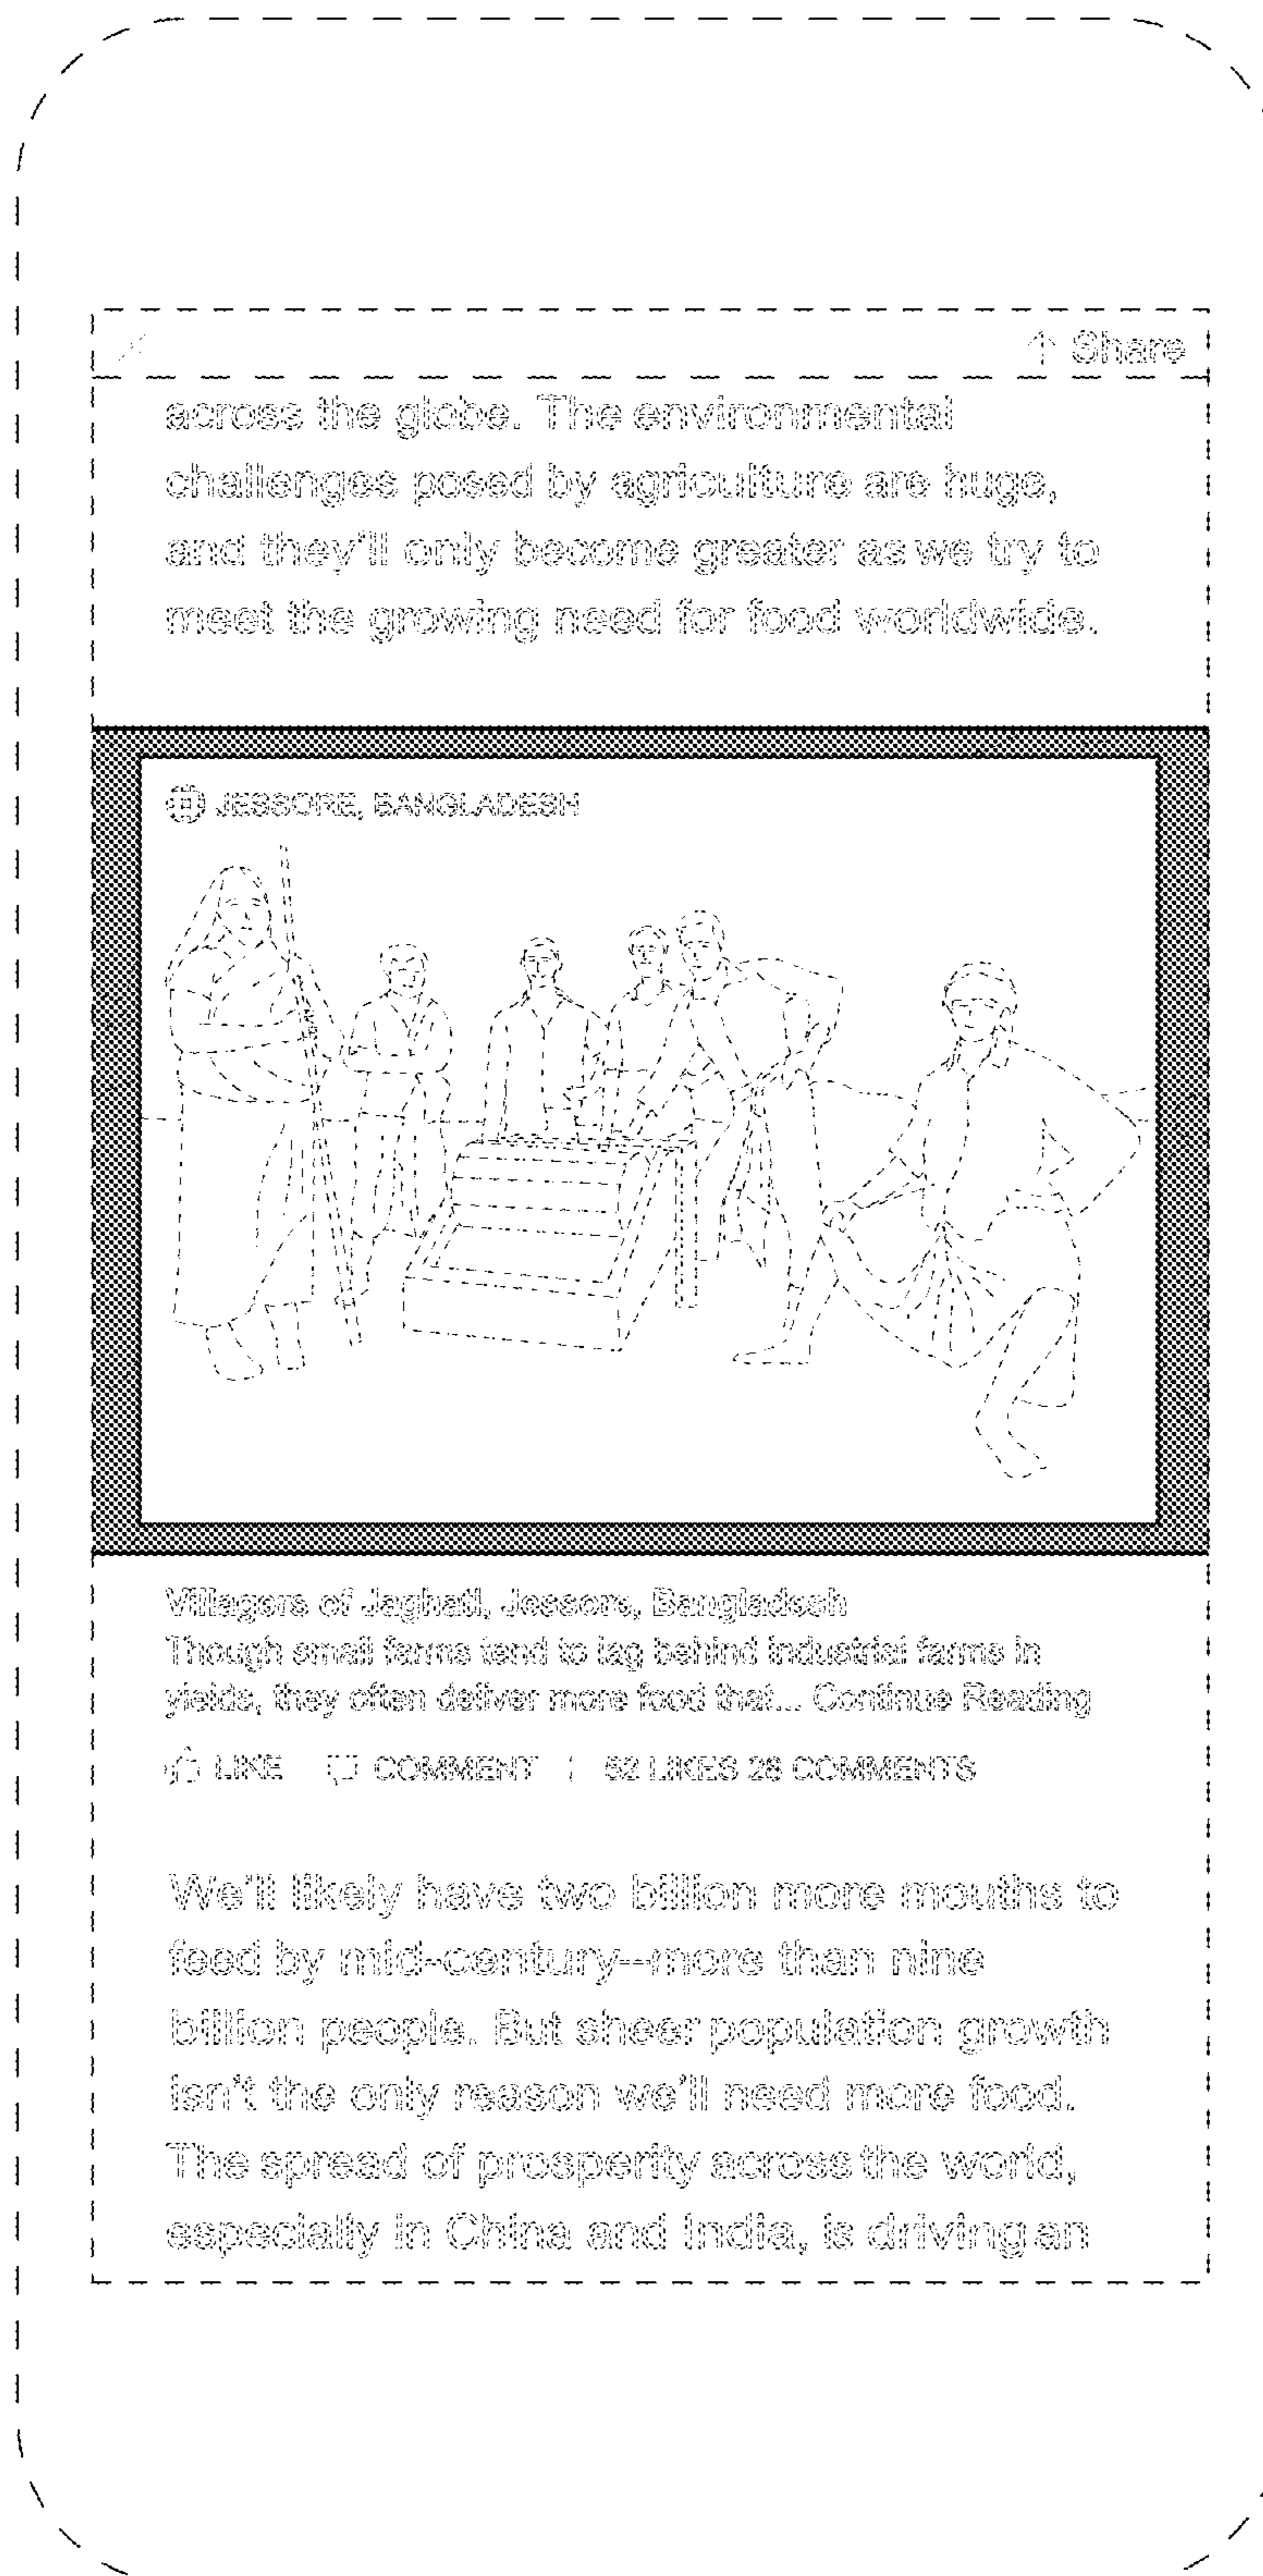 Share
across the globe. The environmental
challenges posed by agriculture are huge,
and they'll only become greater as we try to
meet the growing need for food worldwide.
JESSORE, BANGLADESH
Villagers of Jaghati, Jessore, Bangladesh
Though small farms tend to lag behind industrial farms in
yields, they often deliver more food that... Continue Reading
LIKE COMMENT | 52 LIKES 26 COMMENTS
We'll likely have two billion more mouths to
feed by mid-century--more than nine
billion people. But sheer population growth
isn't the only reason we'll need more food.
The spread of prosperity across the world,
especially in China and India, is driving an